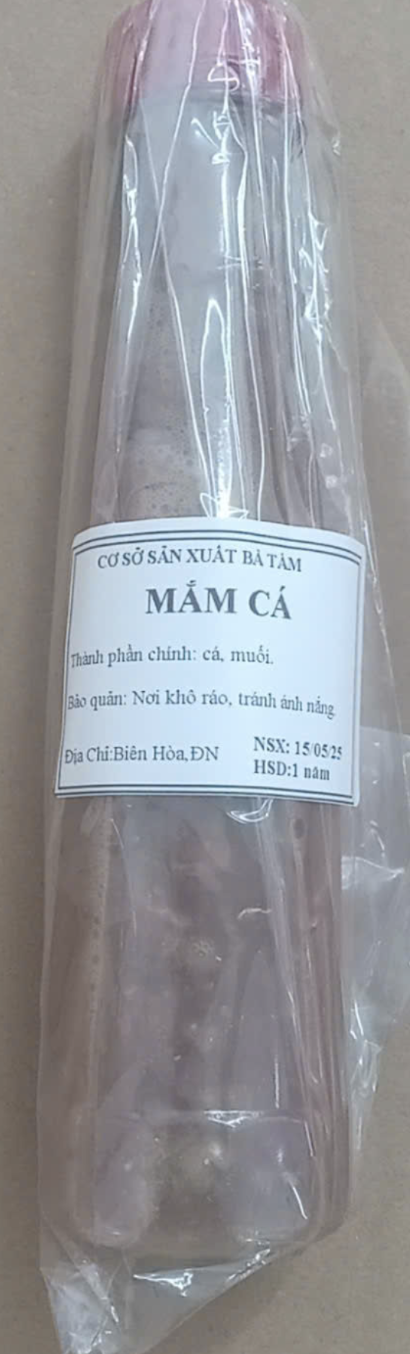 CƠ SỞ SẢN XUẤT BÀ TÂM
MẮM CÁ
Thành phần chính: cá, muối.
Bảo quản: Nơi khô ráo, tránh ánh nắng.
Địa Chỉ:Biên Hòa,ĐN
NSX: 15/05/25
HSD:1 năm